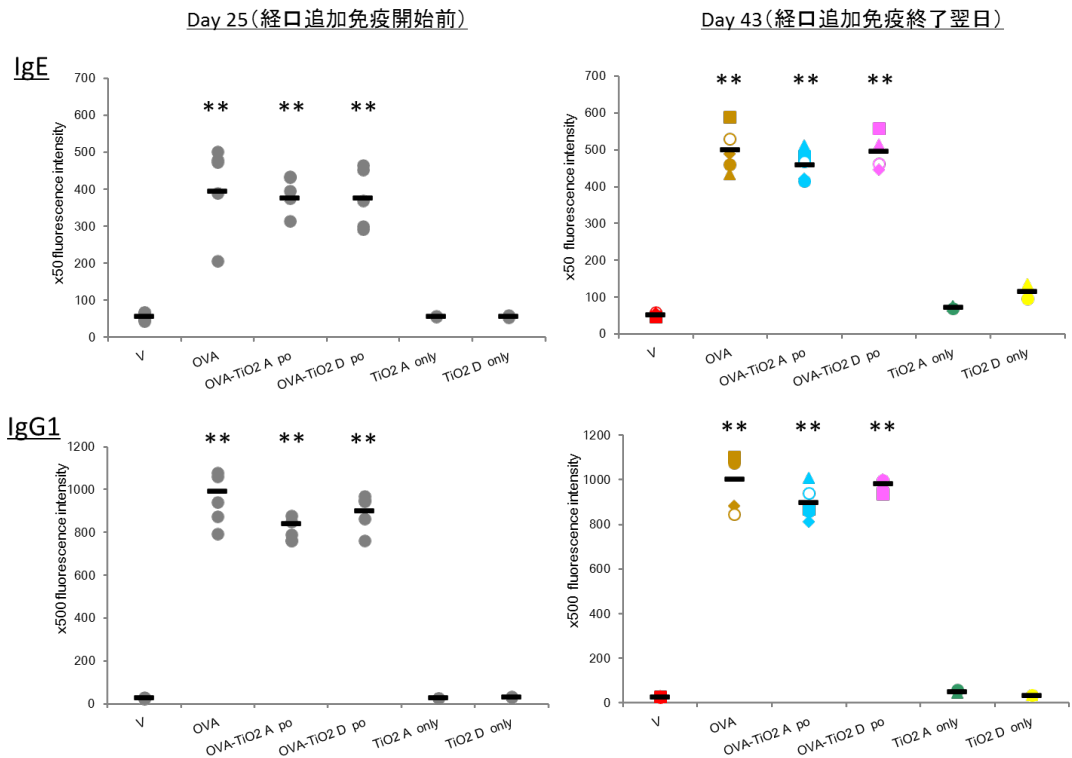 Day 25(経口追加免疫開始前)
Day 43(経口追加免疫終了翌日)
IgE
x50 fluorescence intensity
700
600
500
400
300
200
100
0
** ** **
V OVA OVA-TiO2 A po OVA-TiO2 D po TiO2 A only TiO2 D only
x50 fluorescence intensity
700
600
500
400
300
200
100
0
** ** **
V OVA OVA-TiO2 A po OVA-TiO2 D po TiO2 A only TiO2 D only
IgG1
x500 fluorescence intensity
1200
1000
800
600
400
200
0
** ** **
V OVA OVA-TiO2 A po OVA-TiO2 D po TiO2 A only TiO2 D only
x500 fluorescence intensity
1200
1000
800
600
400
200
0
** ** **
V OVA OVA-TiO2 A po OVA-TiO2 D po TiO2 A only TiO2 D only